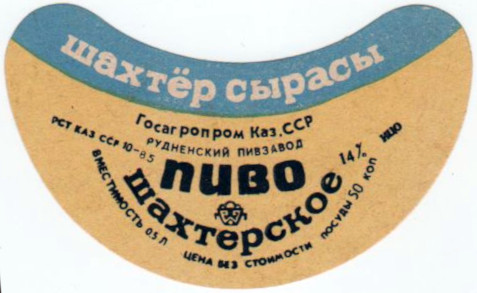 шахтёр сырасы
Госагропром Каз.ССР
РУДНЕНСКИЙ ПИВЗАВОД
РСТ КАЗ ССР 10-85
14%
пиво
шахтерское
ВМЕСТИМОСТЬ 0,5 Л
ЦЕНА БЕЗ СТОИМОСТИ ПОСУДЫ 50 КОП